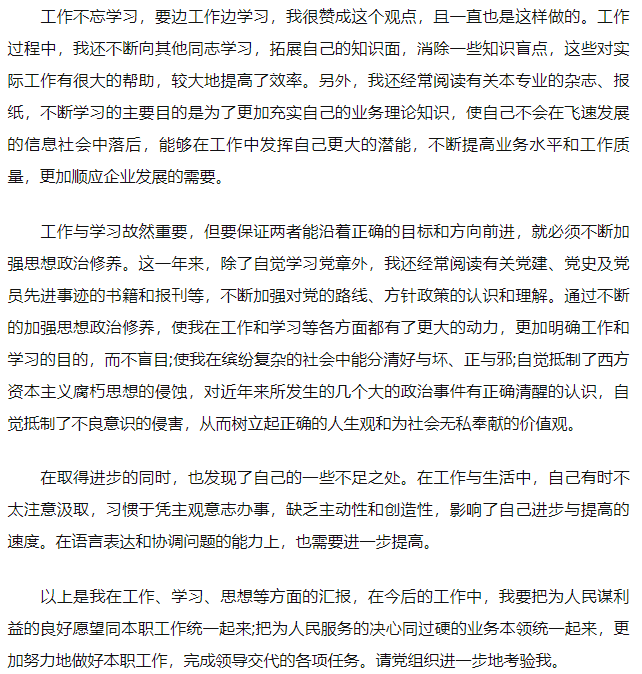 工作不忘学习，要边工作边学习，我很赞成这个观点，且一直也是这样做的。工作
过程中，我还不断向其他同志学习，拓展自己的知识面，消除一些知识盲点，这些对实
际工作有很大的帮助，较大地提高了效率。另外，我还经常阅读有关本专业的杂志、报
纸，不断学习的主要目的是为了更加充实自己的业务理论知识，使自己不会在飞速发展
的信息社会中落后，能够在工作中发挥自己更大的潜能，不断提高业务水平和工作质
量，更加顺应企业发展的需要。
工作与学习故然重要，但要保证两者能沿着正确的目标和方向前进，就必须不断加
强思想政治修养。这一年来，除了自觉学习党章外，我还经常阅读有关党建、党史及党
员先进事迹的书籍和报刊等，不断加强对党的路线、方针政策的认识和理解。通过不断
的加强思想政治修养，使我在工作和学习等各方面都有了更大的动力，更加明确工作和
学习的目的，而不盲目;使我在缤纷复杂的社会中能分清好与坏、正与邪;自觉抵制了西方
资本主义腐朽思想的侵蚀，对近年来所发生的几个大的政治事件有正确清醒的认识，自
觉抵制了不良意识的侵害，从而树立起正确的人生观和为社会无私奉献的价值观。
在取得进步的同时，也发现了自己的一些不足之处。在工作与生活中，自己有时不
太注意汲取，习惯于凭主观意志办事，缺乏主动性和创造性，影响了自己进步与提高的
速度。在语言表达和协调问题的能力上，也需要进一步提高。
以上是我在工作、学习、思想等方面的汇报，在今后的工作中，我要把为人民谋利
益的良好愿望同本职工作统一起来;把为人民服务的决心同过硬的业务本领统一起来，更
加努力地做好本职工作，完成领导交代的各项任务。请党组织进一步地考验我。